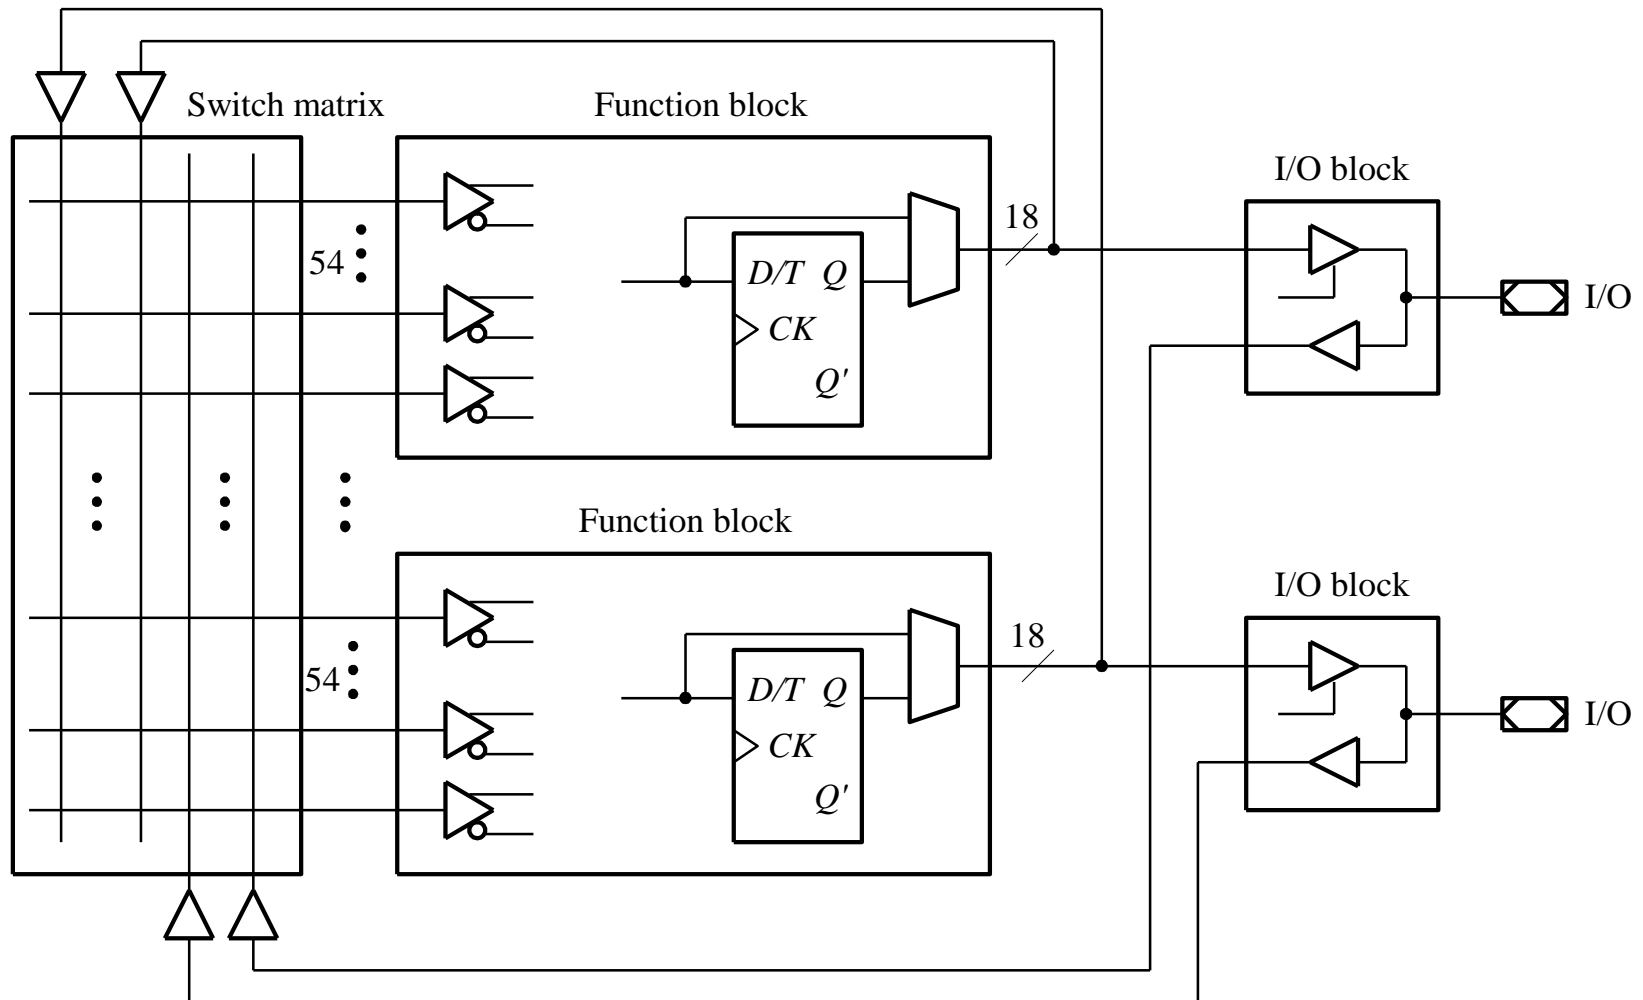 Switch matrix
Function block
I/O block
18
54
D/T Q
CK
Q'
I/O
Function block
I/O block
18
54
D/T Q
CK
Q'
I/O